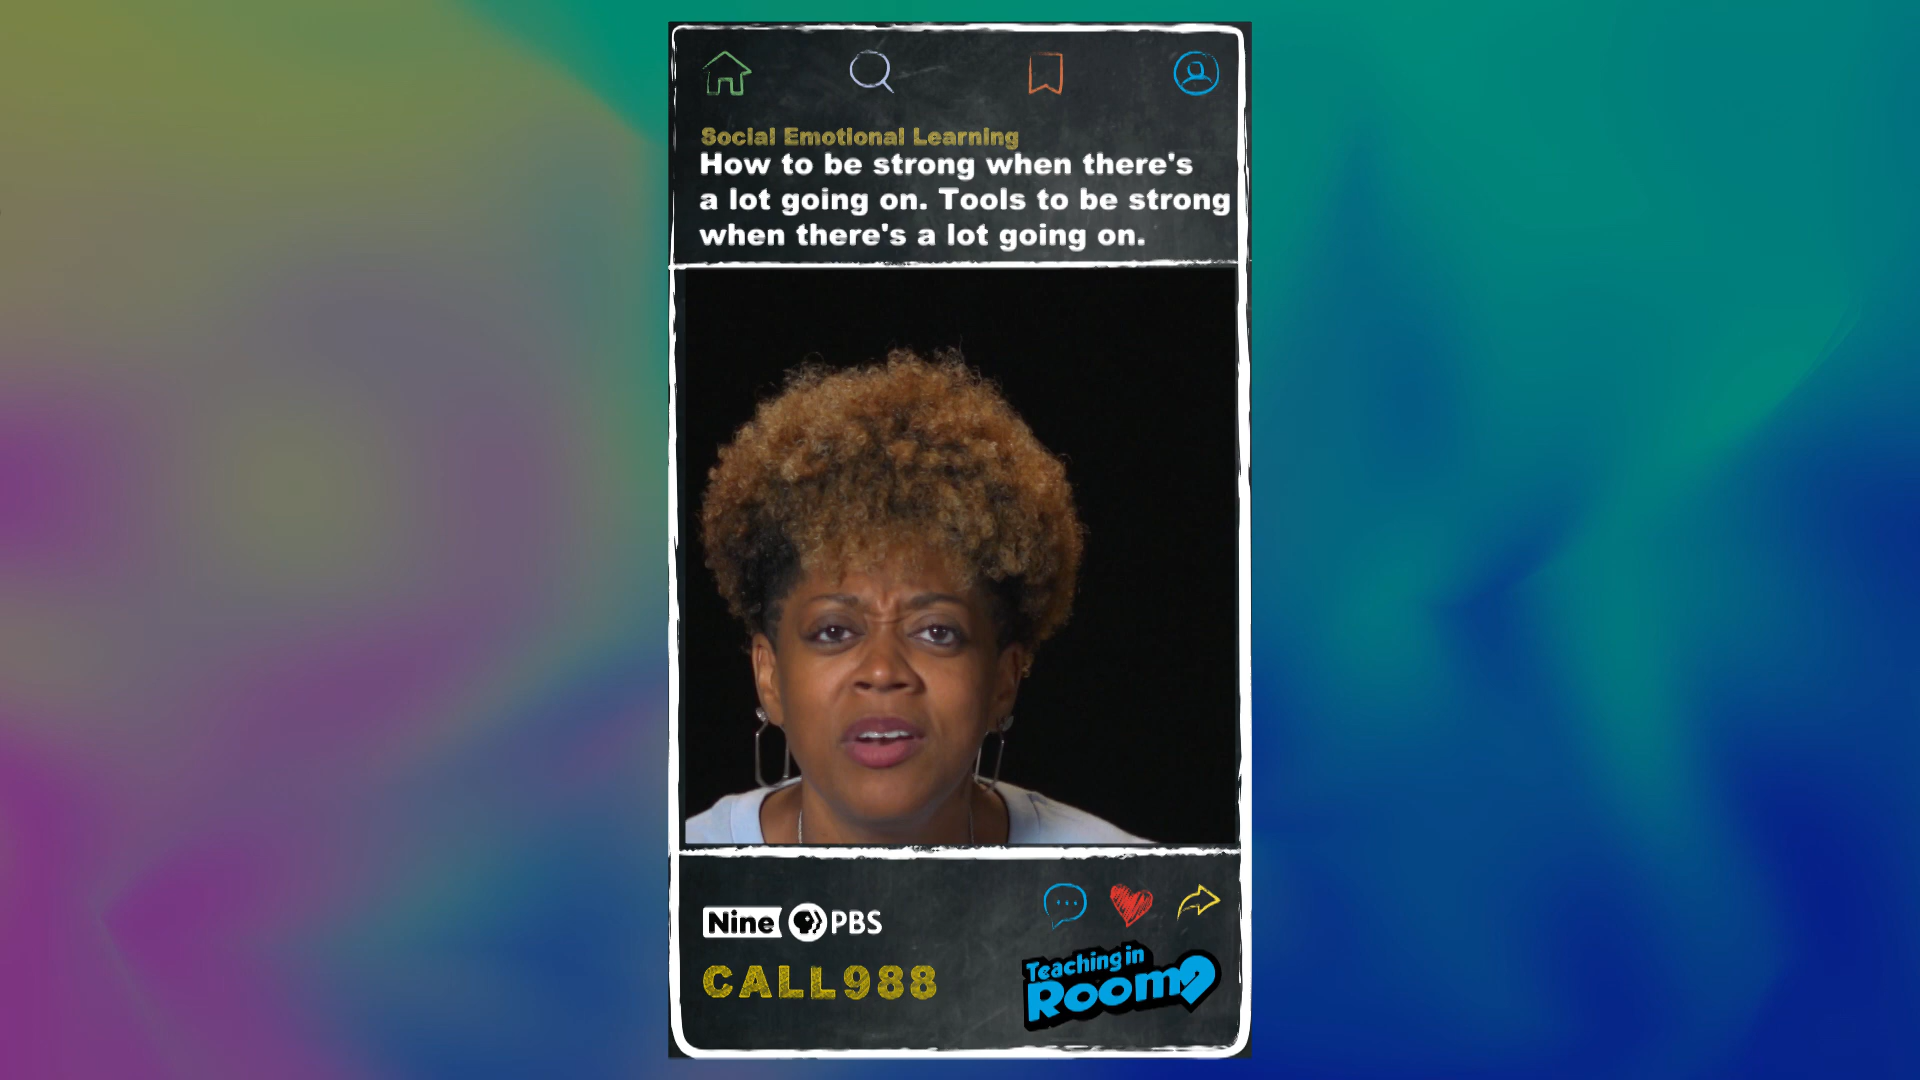 Social Emotional Learning
How to be strong when there's
a lot going on. Tools to be strong
when there's a lot going on.
Nine PBS
CALL988
Teaching in
Room9